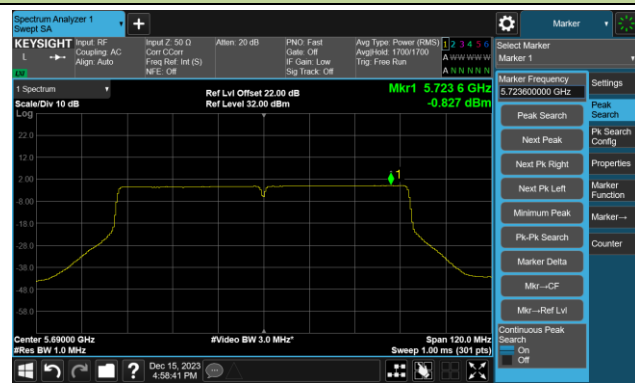 Spectrum Analyzer 1
Swept SA
+
Marker
KEYSIGHT
L
LV
Input: RF
Coupling: AC
Align: Auto
Input Z: 50 Ω
Corr CCorr
Freq Ref: Int (S)
NFE: Off
Atten: 20 dB
PNO: Fast
Gate: Off
IF Gain: Low
Sig Track: Off
Avg Type: Power (RMS)
Avg|Hold: 1700/1700
Trig: Free Run
1 2 3 4 5 6
A W W W W W
A N N N N N
Select Marker
Marker 1
1 Spectrum
Scale/Div 10 dB
Log
Ref Lvl Offset 22.00 dB
Ref Level 32.00 dBm
Mkr1 5.723 6 GHz
-0.827 dBm
22.0
12.0
2.00
-8.00
-18.0
-28.0
-38.0
-48.0
-58.0
1
Center 5.69000 GHz
#Res BW 1.0 MHz
#Video BW 3.0 MHz*
Span 120.0 MHz
Sweep 1.00 ms (301 pts)
Marker Frequency
5.723600000 GHz
Peak Search
Next Peak
Next Pk Right
Next Pk Left
Minimum Peak
Pk-Pk Search
Marker Delta
Mkr→CF
Mkr→Ref Lvl
Continuous Peak
Search
On
Off
Settings
Peak
Search
Pk Search
Config
Properties
Marker
Function
Marker→
Counter
?
Dec 15, 2023
4:58:41 PM